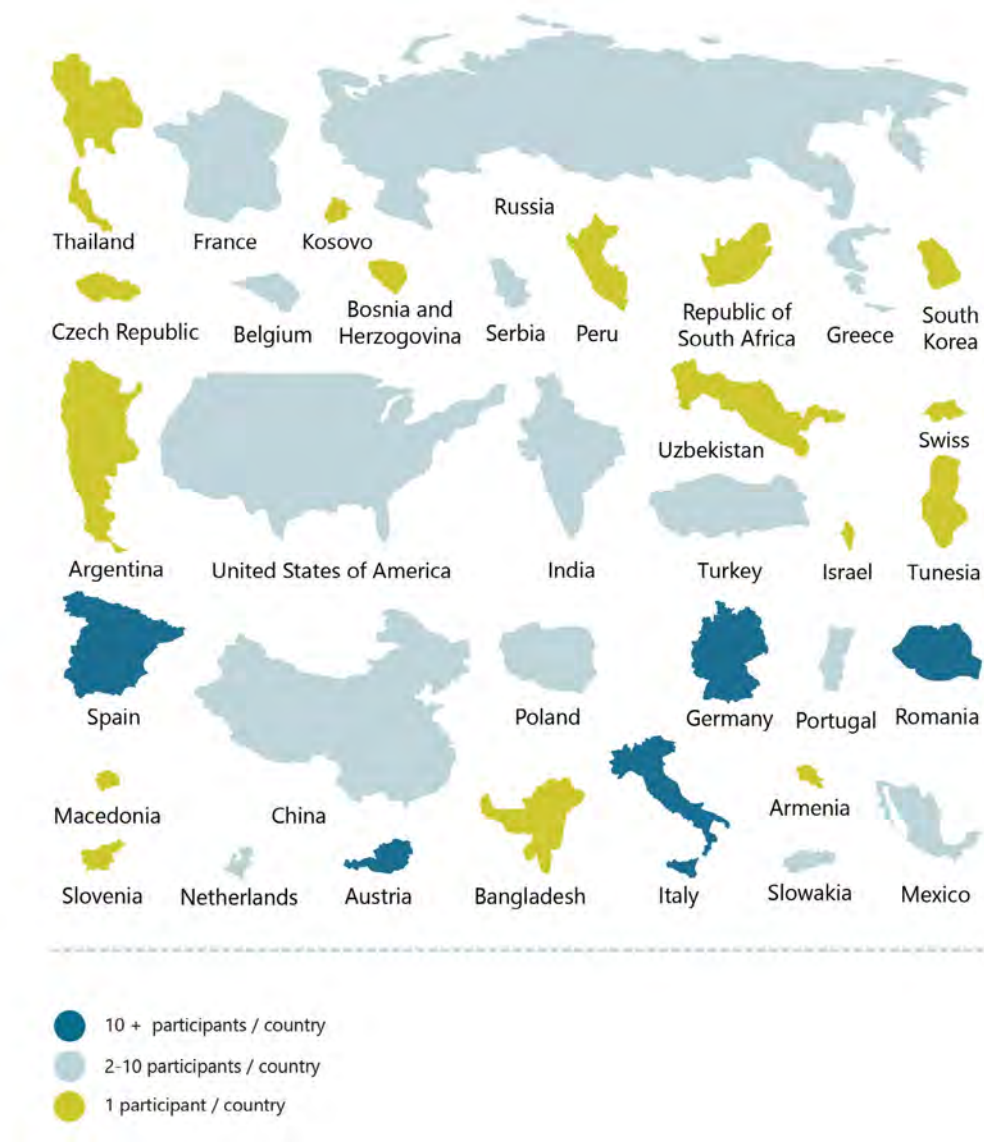 Russia
Thailand
France
Kosovo
Czech Republic
Belgium
Bosnia and
Herzogovina
Serbia
Peru
Republic of
South Africa
Greece
South
Korea
Uzbekistan
Swiss
Argentina
United States of America
India
Turkey
Israel
Tunesia
Spain
Poland
Germany
Portugal
Romania
Macedonia
China
Armenia
Slovenia
Netherlands
Austria
Bangladesh
Italy
Slowakia
Mexico
10 + participants / country
2-10 participants / country
1 participant / country